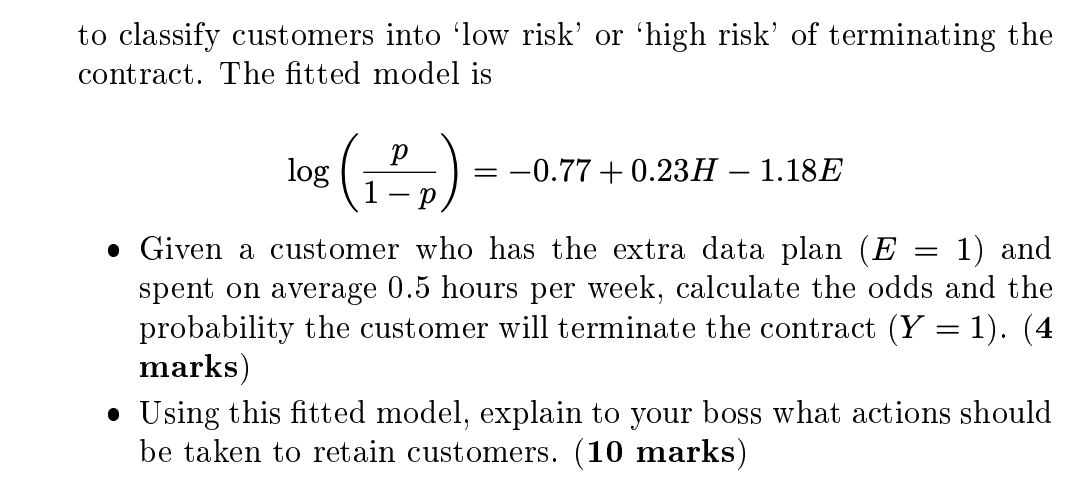 to classify customers into ‘low risk’ or ‘high risk’ of terminating the
contract. The fitted model is
log(p/(1 − p)) = −0.77 + 0.23H − 1.18E
• Given a customer who has the extra data plan (E = 1) and
spent on average 0.5 hours per week, calculate the odds and the
probability the customer will terminate the contract (Y = 1). (4
marks)
• Using this fitted model, explain to your boss what actions should
be taken to retain customers. (10 marks)